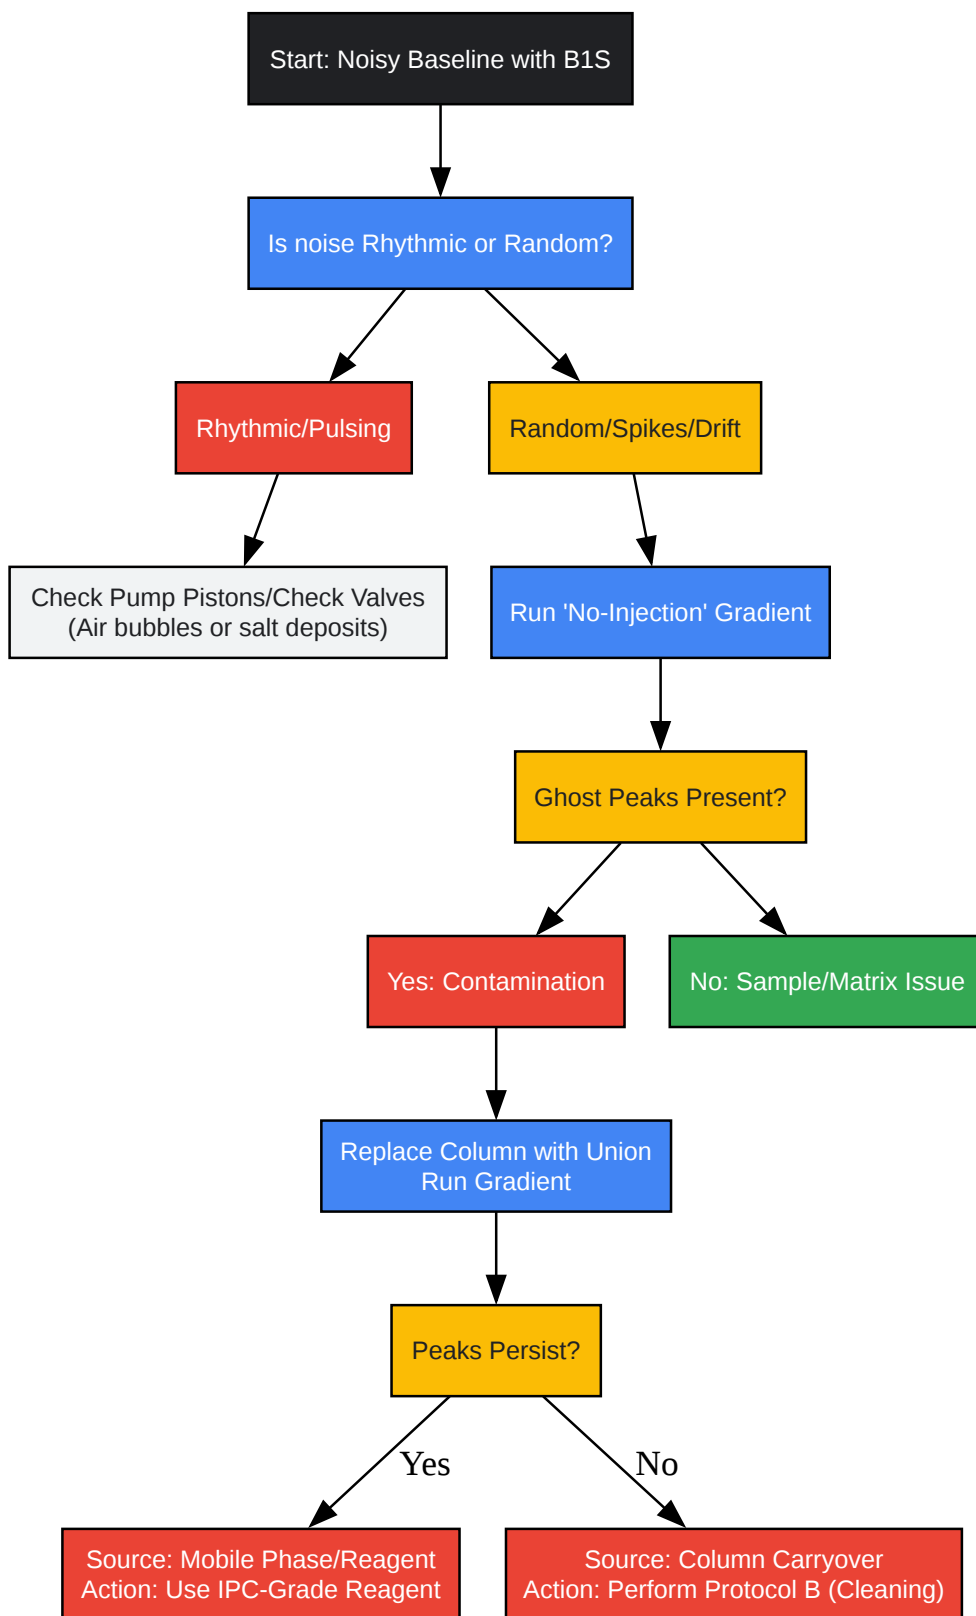 Start: Noisy Baseline with B1S
Is noise Rhythmic or Random?
Rhythmic/Pulsing
Random/Spikes/Drift
Check Pump Pistons/Check Valves
(Air bubbles or salt deposits)
Run 'No-Injection' Gradient
Ghost Peaks Present?
Yes: Contamination
No: Sample/Matrix Issue
Replace Column with Union
Run Gradient
Peaks Persist?
Yes
No
Source: Mobile Phase/Reagent
Action: Use IPC-Grade Reagent
Source: Column Carryover
Action: Perform Protocol B (Cleaning)